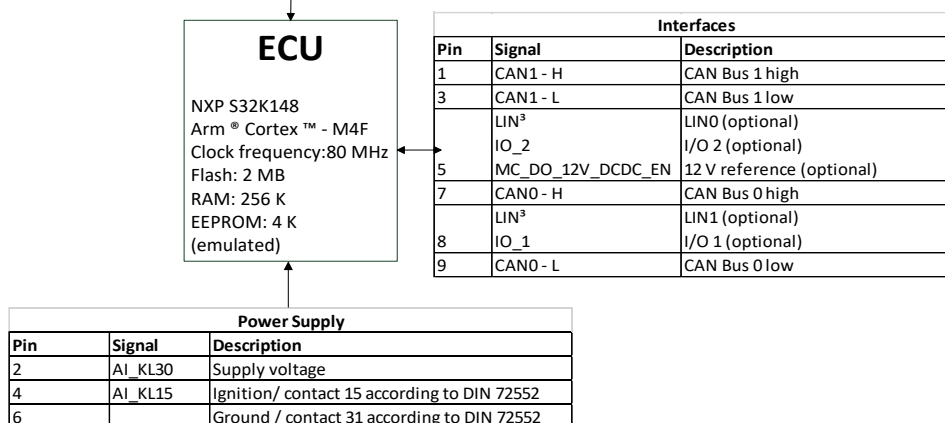 ECU
NXP S32K148
Arm ® Cortex ™ - M4F
Clock frequency:80 MHz
Flash: 2 MB
RAM: 256 K
EEPROM: 4 K
(emulated)
Interfaces
Pin Signal Description
1 CAN1 - H CAN Bus 1 high
3 CAN1 - L CAN Bus 1 low
LIN³ LIN0 (optional)
IO_2 I/O 2 (optional)
5 MC_DO_12V_DCDC_EN 12 V reference (optional)
7 CAN0 - H CAN Bus 0 high
LIN³ LIN1 (optional)
8 IO_1 I/O 1 (optional)
9 CAN0 - L CAN Bus 0 low
Power Supply
Pin Signal Description
2 AI_KL30 Supply voltage
4 AI_KL15 Ignition/ contact 15 according to DIN 72552
6 Ground / contact 31 according to DIN 72552